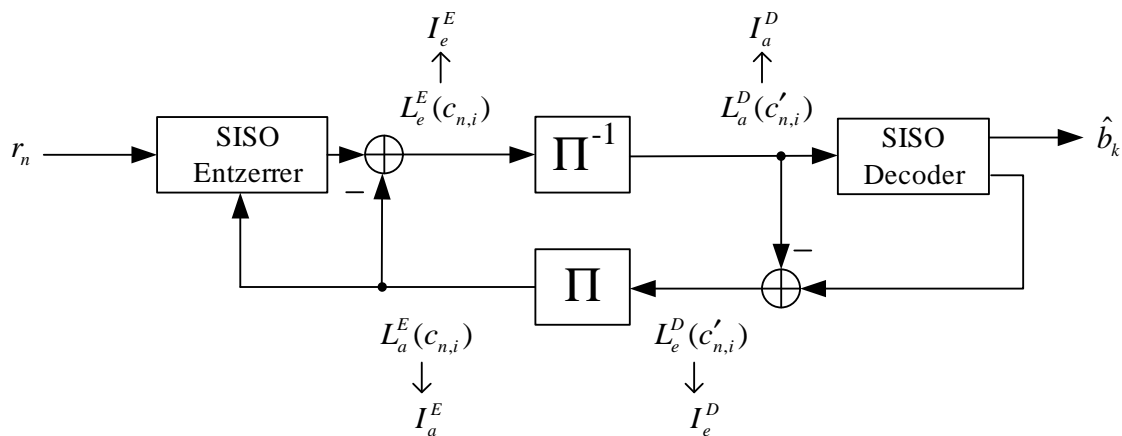 I_e^E
I_a^D
L_e^E(c_{n,i})
L_a^D(c'_{n,i})
r_n
SISO
Entzerrer
−
Π^{-1}
SISO
Decoder
b̂_k
−
Π
L_a^E(c_{n,i})
L_e^D(c'_{n,i})
I_a^E
I_e^D